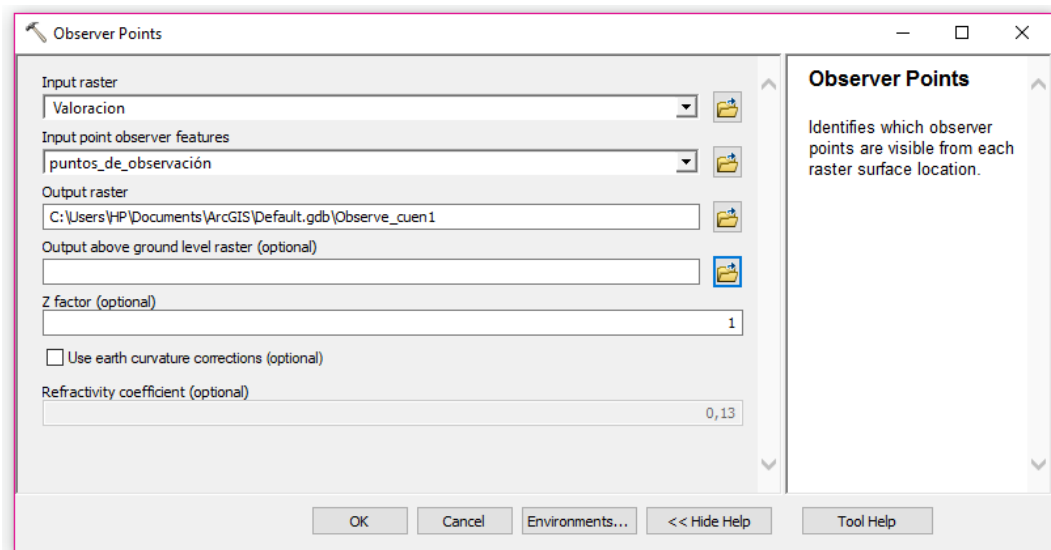 Observer Points
Input raster
Valoracion
Input point observer features
puntos_de_observación
Output raster
C:\Users\HP\Documents\ArcGIS\Default.gdb\Observe_cuen1
Output above ground level raster (optional)
Z factor (optional)
1
Use earth curvature corrections (optional)
Refractivity coefficient (optional)
0,13
OK
Cancel
Environments...
<< Hide Help
Observer Points
Identifies which observer
points are visible from each
raster surface location.
Tool Help